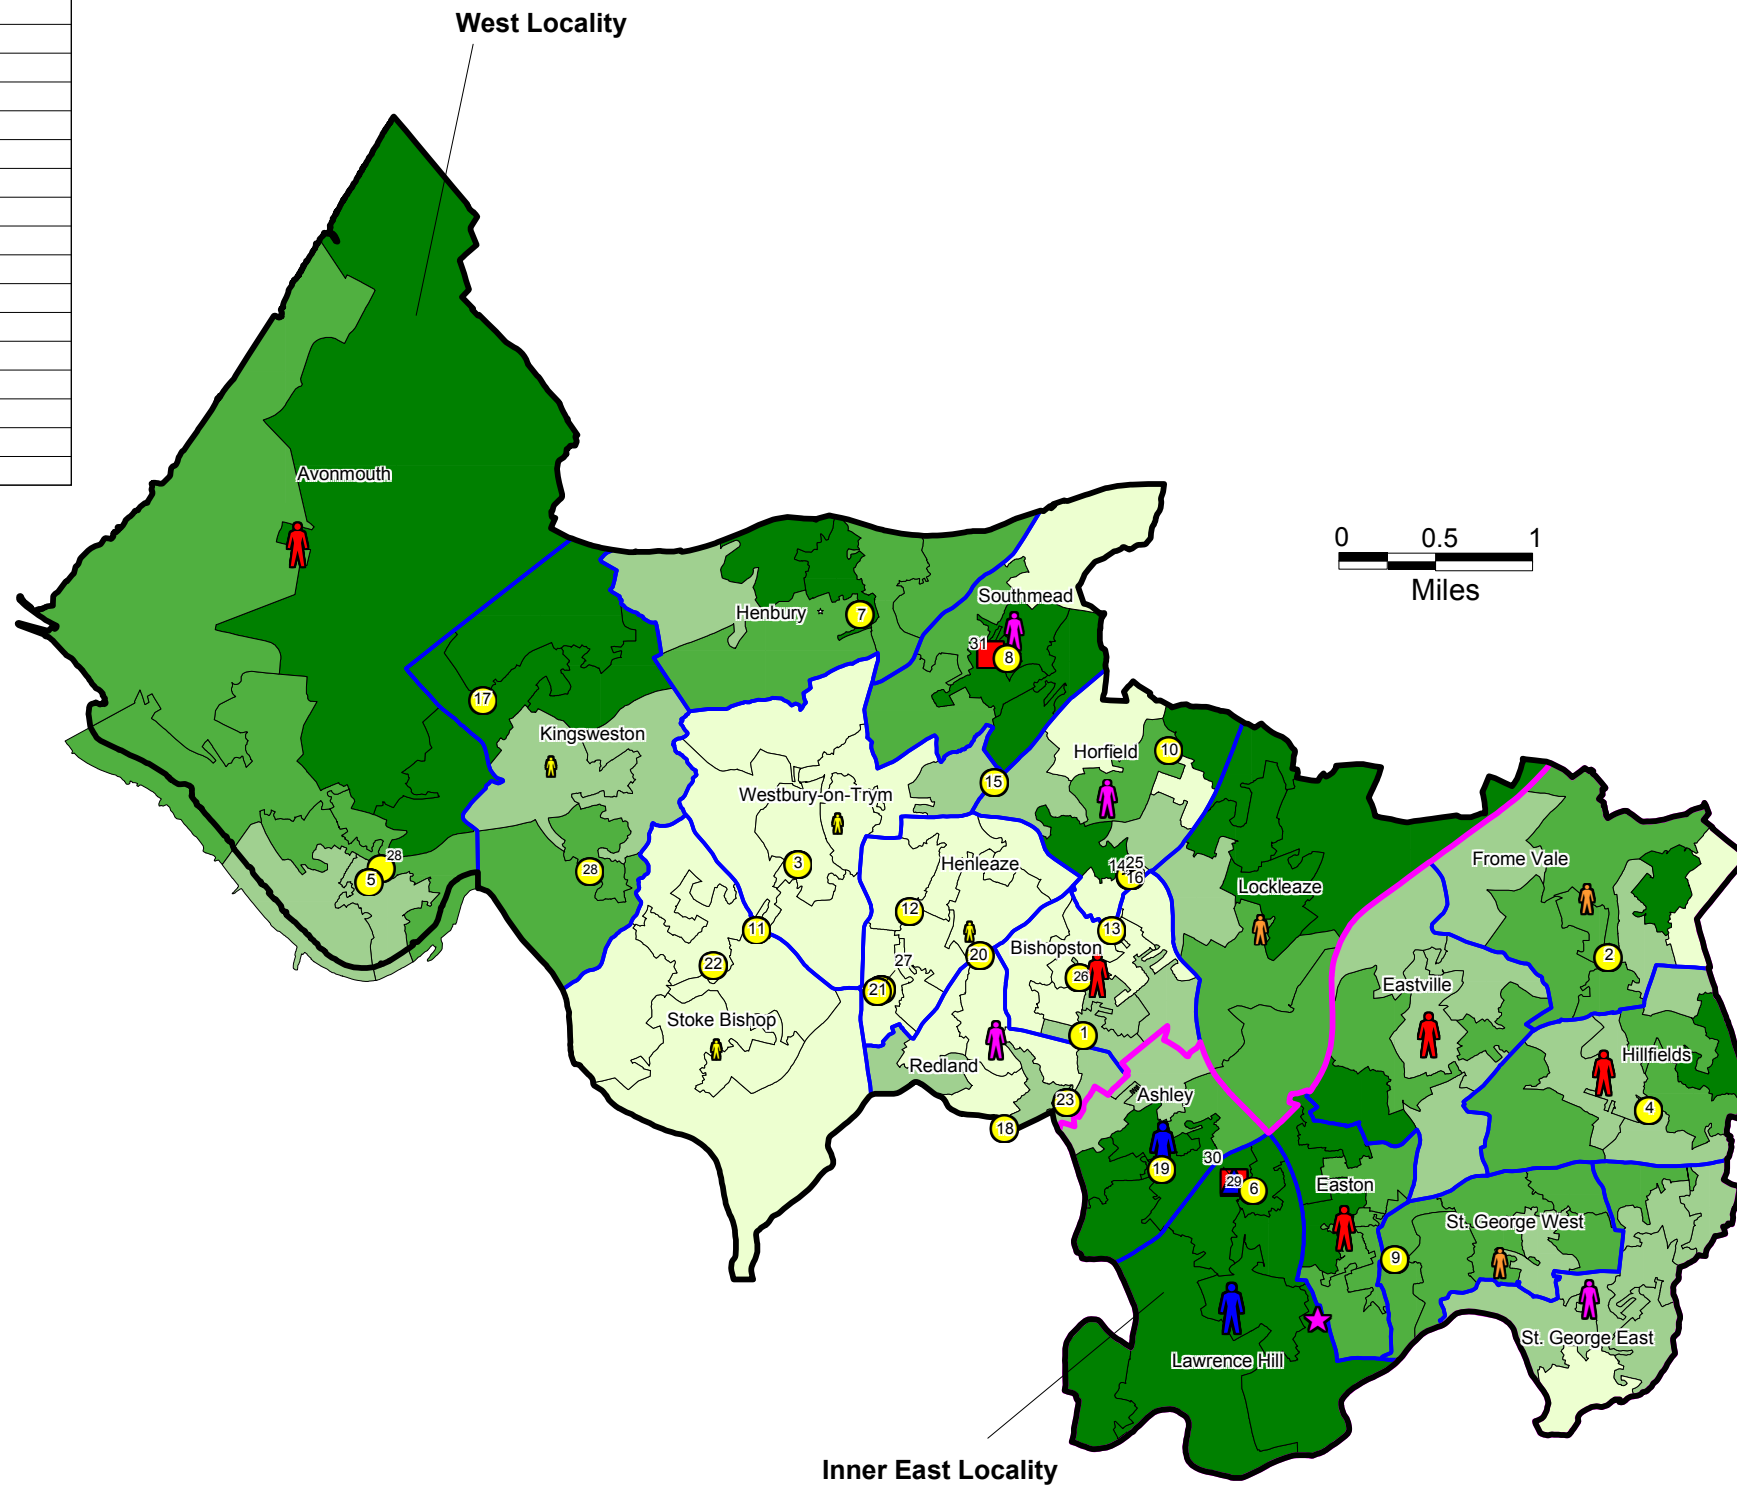 West Locality
Avonmouth
0 0.5 1
Miles
Southmead
Henbury
7
31
8
17
Kingsweston
Horfield
10
15
Westbury-on-Trym
28
5
28
3
Henleaze
14 25
16
Lockleaze
Frome Vale
12
11
13
Bishopston
20
2
22
27
26
21
Eastville
Stoke Bishop
1
Redland
Hillfields
Ashley
23
4
18
30
19
29
6
Easton
St. George West
9
St. George East
Lawrence Hill
Inner East Locality